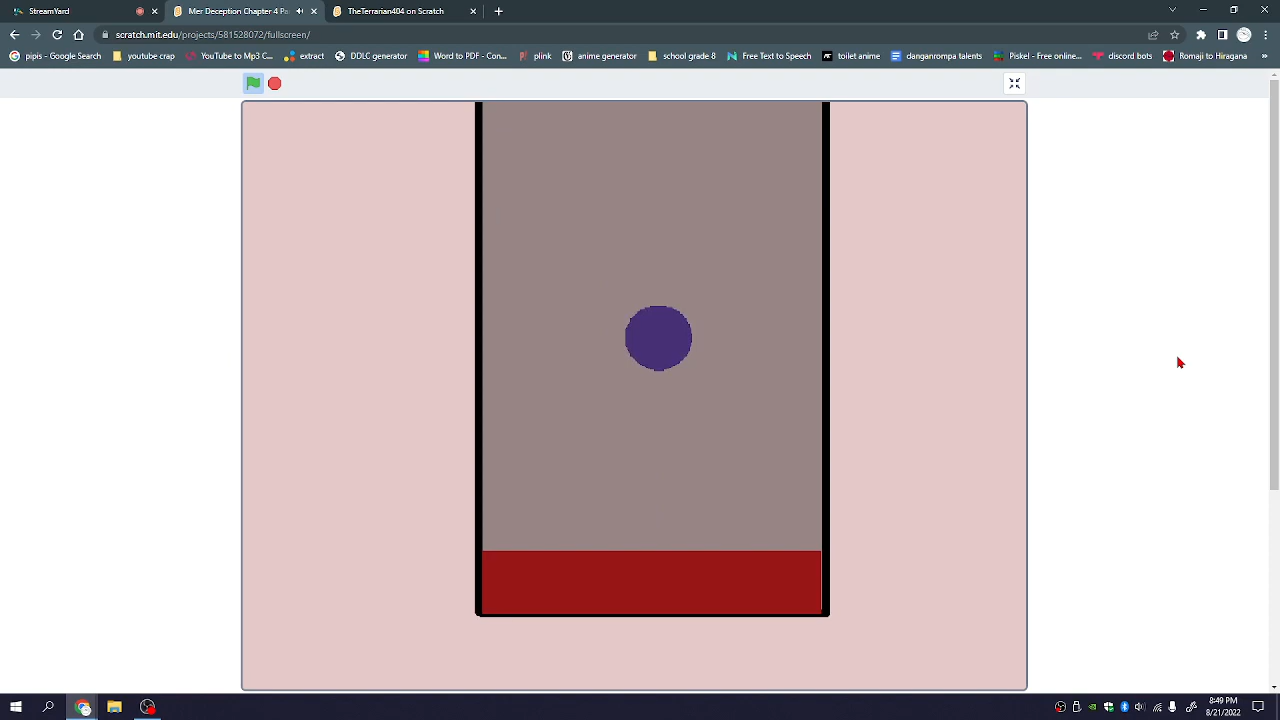 StreamYard
Mer Deception Chapter 4 Fi
TheTerrarian404 on Scratch
scratch.mit.edu/projects/581528072/fullscreen/
pipis - Google Search
youtube crap
YouTube to Mp3 Con...
extract
DDLC generator
Word to PDF - Con...
plink
anime generator
school grade 8
Free Text to Speech
toilet anime
danganronpa talents
Piskel - Free online...
discord bots
Romaji to Hiragana
»
8:49 PM
8/21/2022